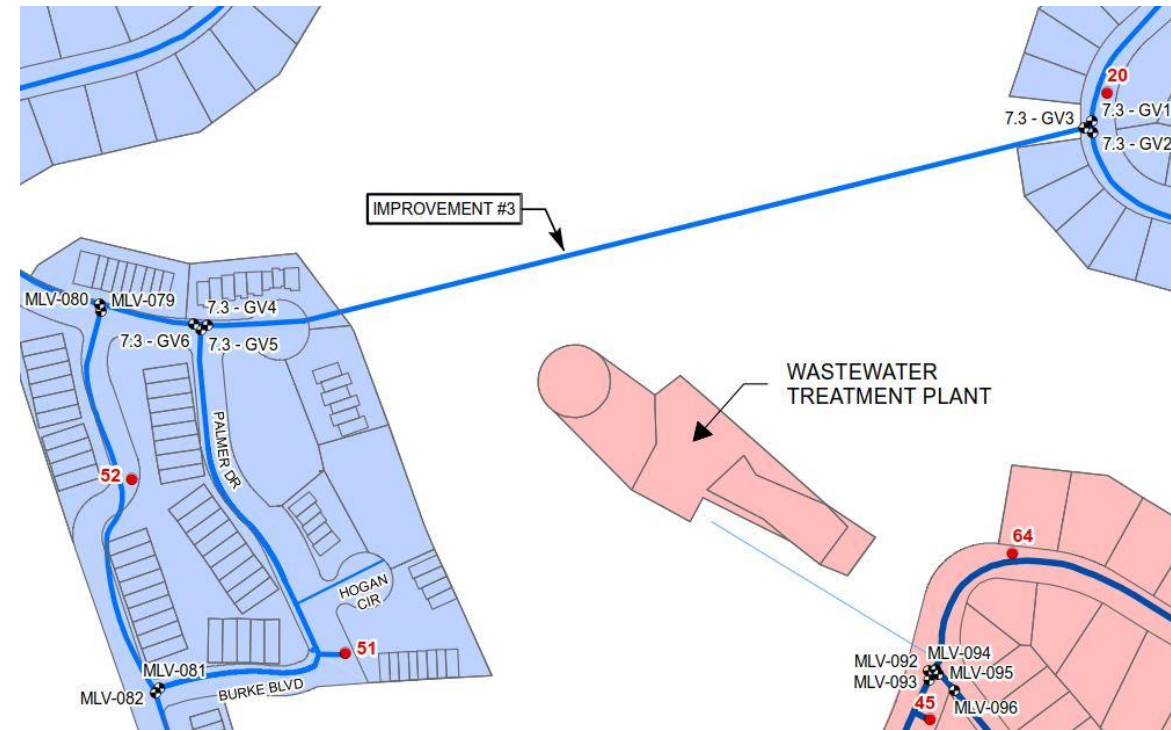 20
7.3 - GV3
7.3 - GV1
7.3 - GV2
IMPROVEMENT #3
MLV-080
MLV-079
7.3 - GV4
7.3 - GV6
7.3 - GV5
WASTEWATER
TREATMENT PLANT
PALMER DR
52
64
HOGAN
CIR
51
MLV-081
MLV-082
BURKE BLVD
MLV-094
MLV-092
MLV-095
MLV-093
MLV-096
45